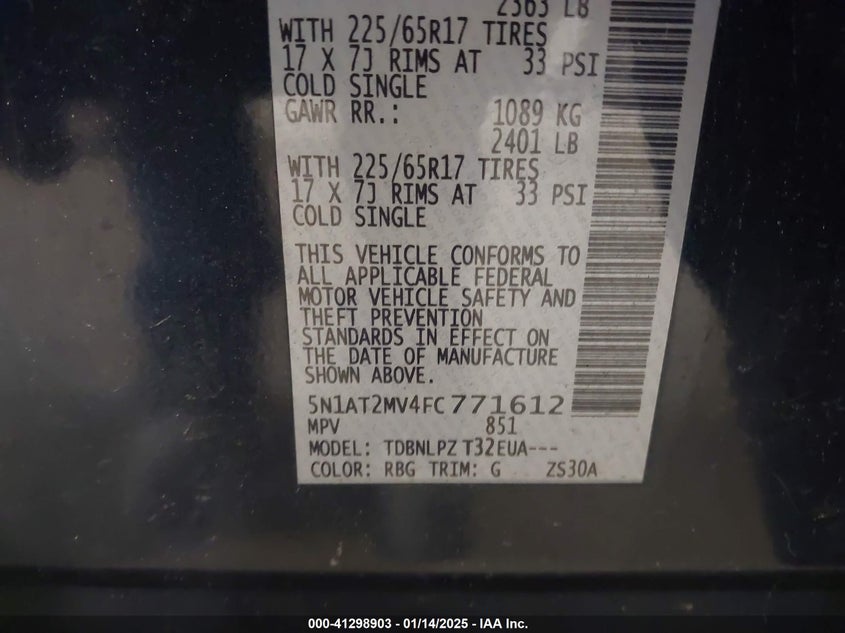 2363 LB
WITH 225/65R17 TIRES
17 X 7J RIMS AT 33 PSI
COLD SINGLE
GAWR RR.: 1089 KG
2401 LB
WITH 225/65R17 TIRES
17 X 7J RIMS AT 33 PSI
COLD SINGLE
THIS VEHICLE CONFORMS TO
ALL APPLICABLE FEDERAL
MOTOR VEHICLE SAFETY AND
THEFT PREVENTION
STANDARDS IN EFFECT ON
THE DATE OF MANUFACTURE
SHOWN ABOVE.
5N1AT2MV4FC771612
MPV 851
MODEL: TDBNLPZ T32EUA---
COLOR: RBG TRIM: G ZS30A
000-41298903 — 01/14/2025 — IAA Inc.